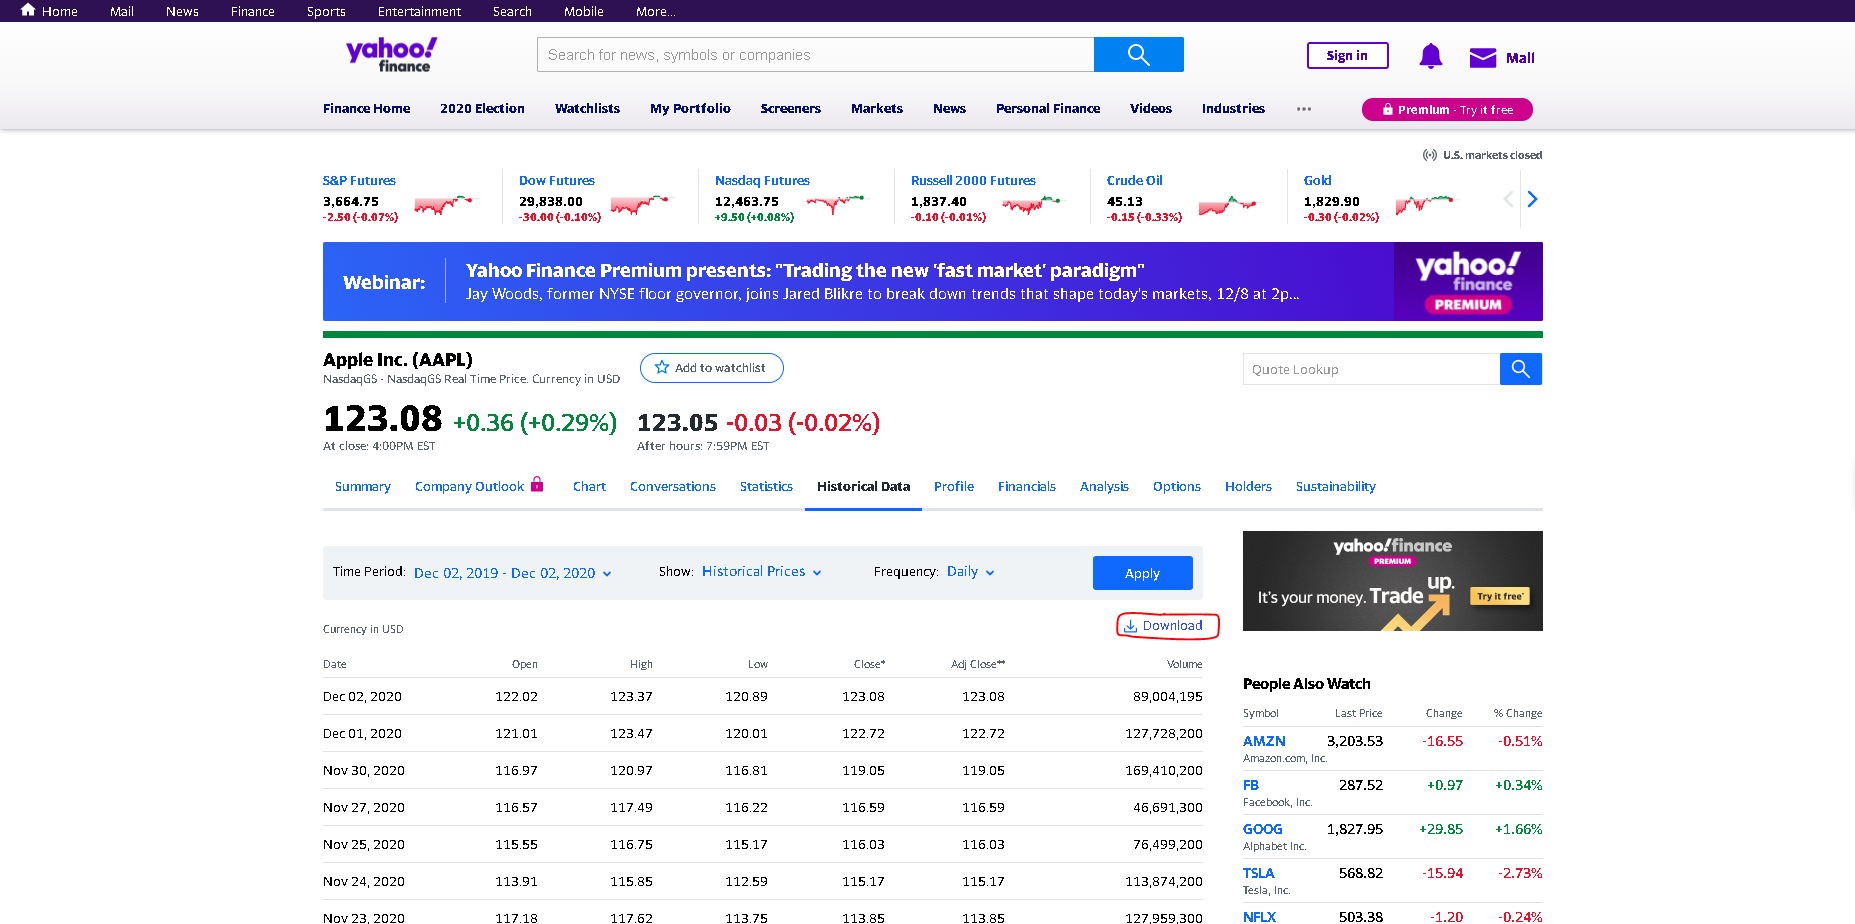 Home Mail News Finance Sports Entertainment Search Mobile More...
yahoo! finance
Search for news, symbols or companies
Sign in
Mail
Finance Home 2020 Election Watchlists My Portfolio Screeners Markets News Personal Finance Videos Industries ...
Premium - Try it free
U.S. markets closed
S&P Futures Dow Futures Nasdaq Futures Russell 2000 Futures Crude Oil Gold
3,664.75 29,838.00 12,463.75 1,837.40 45.13 1,829.90
-2.50 (-0.07%) -30.00 (-0.10%) +9.50 (+0.08%) -0.10 (-0.01%) -0.15 (-0.33%) -0.30 (-0.02%)
Webinar:
Yahoo Finance Premium presents: "Trading the new 'fast market' paradigm"
Jay Woods, former NYSE floor governor, joins Jared Blikre to break down trends that shape today's markets, 12/8 at 2p...
yahoo!
finance
PREMIUM
Apple Inc. (AAPL)
NasdaqGS - NasdaqGS Real Time Price. Currency in USD
Add to watchlist
Quote Lookup
123.08 +0.36 (+0.29%) 123.05 -0.03 (-0.02%)
At close: 4:00PM EST After hours: 7:59PM EST
Summary Company Outlook Chart Conversations Statistics Historical Data Profile Financials Analysis Options Holders Sustainability
Time Period: Dec 02, 2019 - Dec 02, 2020 Show: Historical Prices Frequency: Daily Apply
Currency in USD Download
Date Open High Low Close* Adj Close** Volume
Dec 02, 2020 122.02 123.37 120.89 123.08 123.08 89,004,195
Dec 01, 2020 121.01 123.47 120.01 122.72 122.72 127,728,200
Nov 30, 2020 116.97 120.97 116.81 119.05 119.05 169,410,200
Nov 27, 2020 116.57 117.49 116.22 116.59 116.59 46,691,300
Nov 25, 2020 115.55 116.75 115.17 116.03 116.03 76,499,200
Nov 24, 2020 113.91 115.85 112.59 115.17 115.17 113,874,200
Nov 23, 2020 117.18 117.62 113.75 113.85 113.85 127,959,300
yahoo!finance
PREMIUM
It's your money. Trade up.
Try it free*
People Also Watch
Symbol Last Price Change % Change
AMZN 3,203.53 -16.55 -0.51%
Amazon.com, Inc.
FB 287.52 +0.97 +0.34%
Facebook, Inc.
GOOG 1,827.95 +29.85 +1.66%
Alphabet Inc.
TSLA 568.82 -15.94 -2.73%
Tesla, Inc.
NFLX 503.38 -1.20 -0.24%